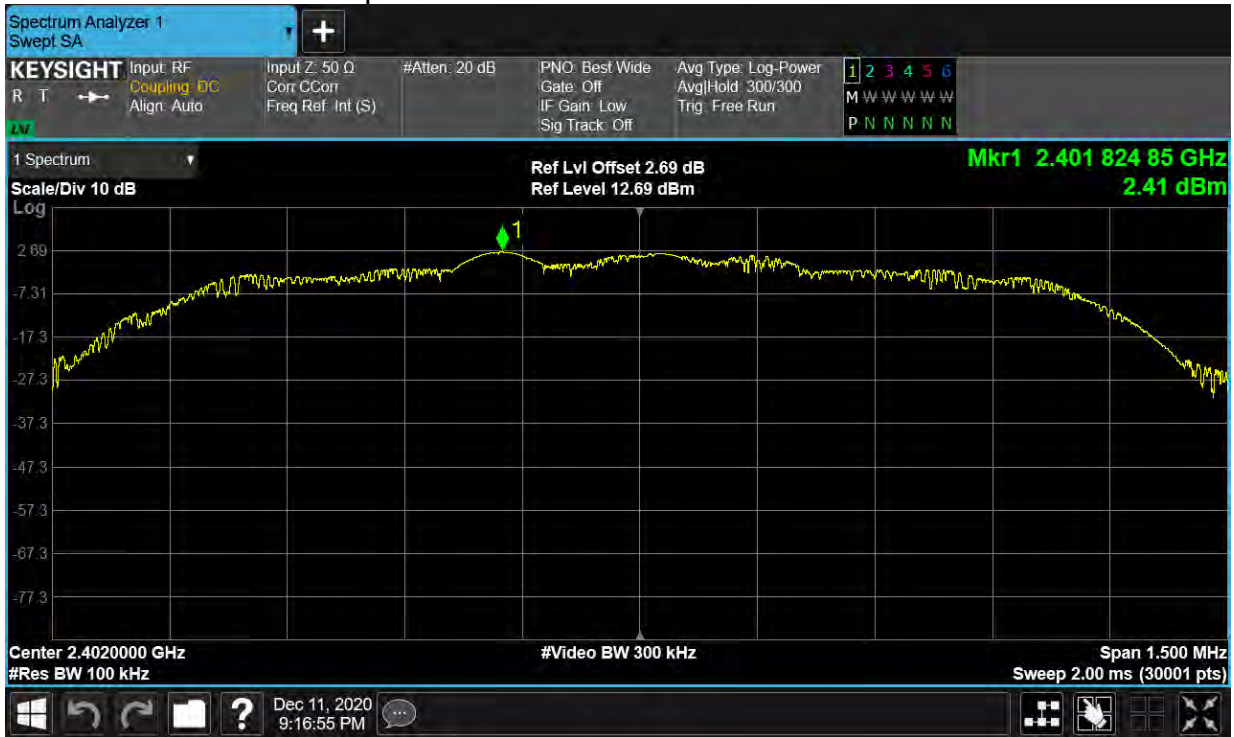 Spectrum Analyzer 1
Swept SA
KEYSIGHT
R T
LXI
Input: RF
Coupling: DC
Align: Auto
Input Z: 50 Ω
Corr CCorr
Freq Ref: Int (S)
#Atten: 20 dB
PNO: Best Wide
Gate: Off
IF Gain: Low
Sig Track: Off
Avg Type: Log-Power
Avg|Hold: 300/300
Trig: Free Run
1 2 3 4 5 6
M W W W W W
P N N N N N
1 Spectrum
Scale/Div 10 dB
Log
Ref Lvl Offset 2.69 dB
Ref Level 12.69 dBm
Mkr1 2.401 824 85 GHz
2.41 dBm
1
2.69
-7.31
-17.3
-27.3
-37.3
-47.3
-57.3
-67.3
-77.3
Center 2.4020000 GHz
#Res BW 100 kHz
#Video BW 300 kHz
Span 1.500 MHz
Sweep 2.00 ms (30001 pts)
?
Dec 11, 2020
9:16:55 PM